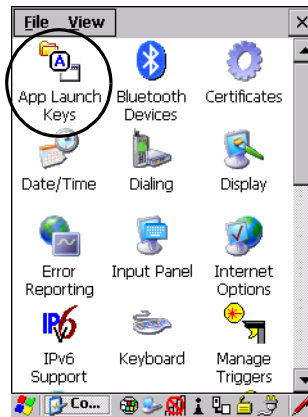 File View
App Launch
Keys
Bluetooth
Devices
Certificates
Date/Time
Dialing
Display
Error
Reporting
Input Panel
Internet
Options
IPv6
Support
Keyboard
Manage
Triggers
Co...